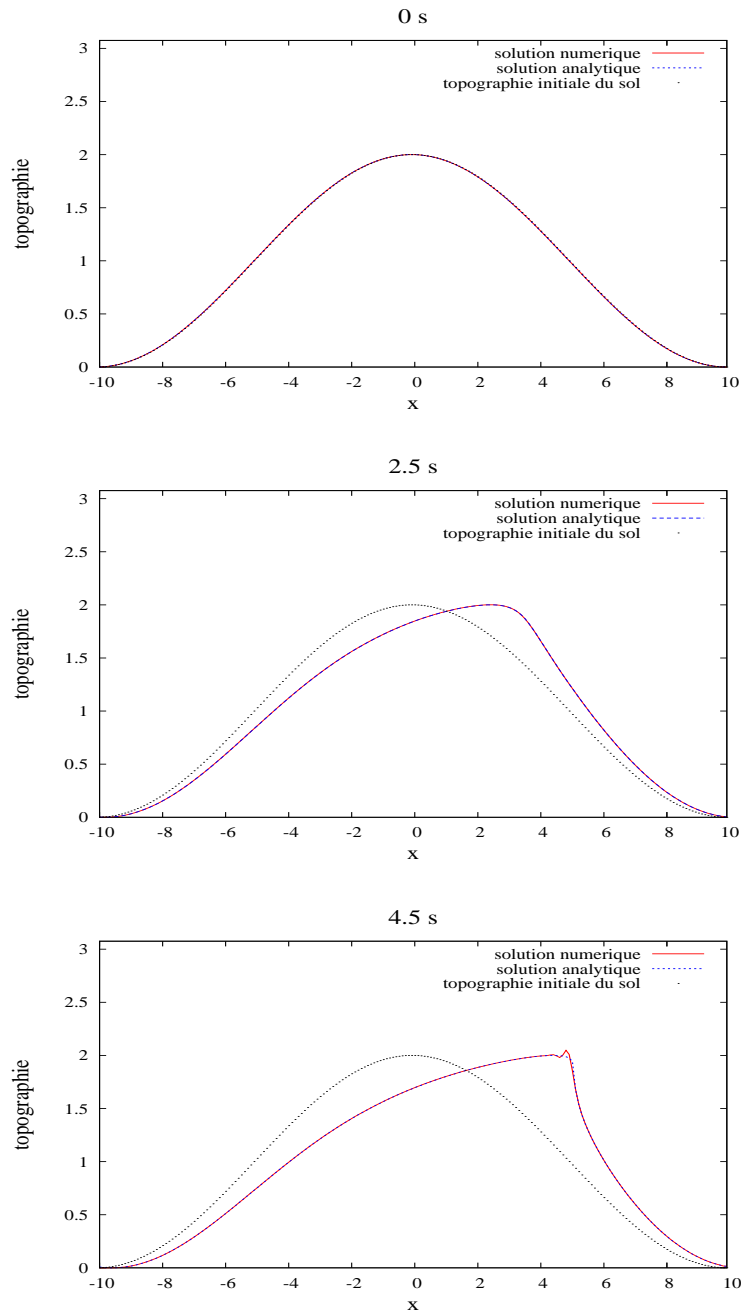 0 s
3
2.5
2
1.5
1
0.5
0
topographie
solution numerique
solution analytique
topographie initiale du sol
-10 -8 -6 -4 -2 0 2 4 6 8 10
x
2.5 s
3
2.5
2
1.5
1
0.5
0
topographie
solution numerique
solution analytique
topographie initiale du sol
-10 -8 -6 -4 -2 0 2 4 6 8 10
x
4.5 s
3
2.5
2
1.5
1
0.5
0
topographie
solution numerique
solution analytique
topographie initiale du sol
-10 -8 -6 -4 -2 0 2 4 6 8 10
x